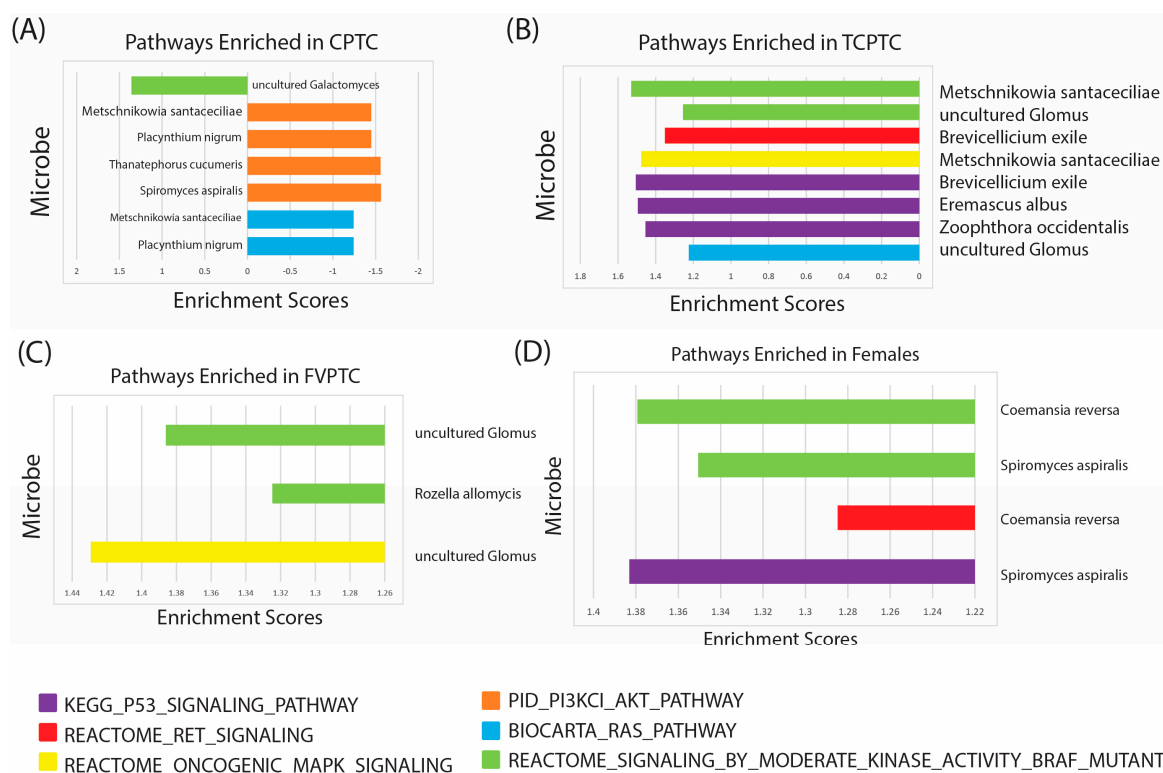 (A)
Pathways Enriched in CPTC
Microbe
uncultured Galactomyces
Metschnikowia santaceciliae
Placynthium nigrum
Thanatephorus cucumeris
Spiromyces aspiralis
Metschnikowia santaceciliae
Placynthium nigrum
2 1.5 1 0.5 0 -0.5 -1 -1.5 -2
Enrichment Scores
(B)
Pathways Enriched in TCPTC
Microbe
Metschnikowia santaceciliae
uncultured Glomus
Brevicellicium exile
Metschnikowia santaceciliae
Brevicellicium exile
Eremascus albus
Zoophthora occidentalis
uncultured Glomus
1.8 1.6 1.4 1.2 1 0.8 0.6 0.4 0.2 0
Enrichment Scores
(C)
Pathways Enriched in FVPTC
Microbe
uncultured Glomus
Rozella allomycis
uncultured Glomus
1.44 1.42 1.4 1.38 1.36 1.34 1.32 1.3 1.28 1.26
Enrichment Scores
(D)
Pathways Enriched in Females
Microbe
Coemansia reversa
Spiromyces aspiralis
Coemansia reversa
Spiromyces aspiralis
1.4 1.38 1.36 1.34 1.32 1.3 1.28 1.26 1.24 1.22
Enrichment Scores
KEGG_P53_SIGNALING_PATHWAY
REACTOME_RET_SIGNALING
REACTOME_ONCOGENIC_MAPK_SIGNALING
PID_PI3KCI_AKT_PATHWAY
BIOCARTA_RAS_PATHWAY
REACTOME_SIGNALING_BY_MODERATE_KINASE_ACTIVITY_BRAF_MUTANT